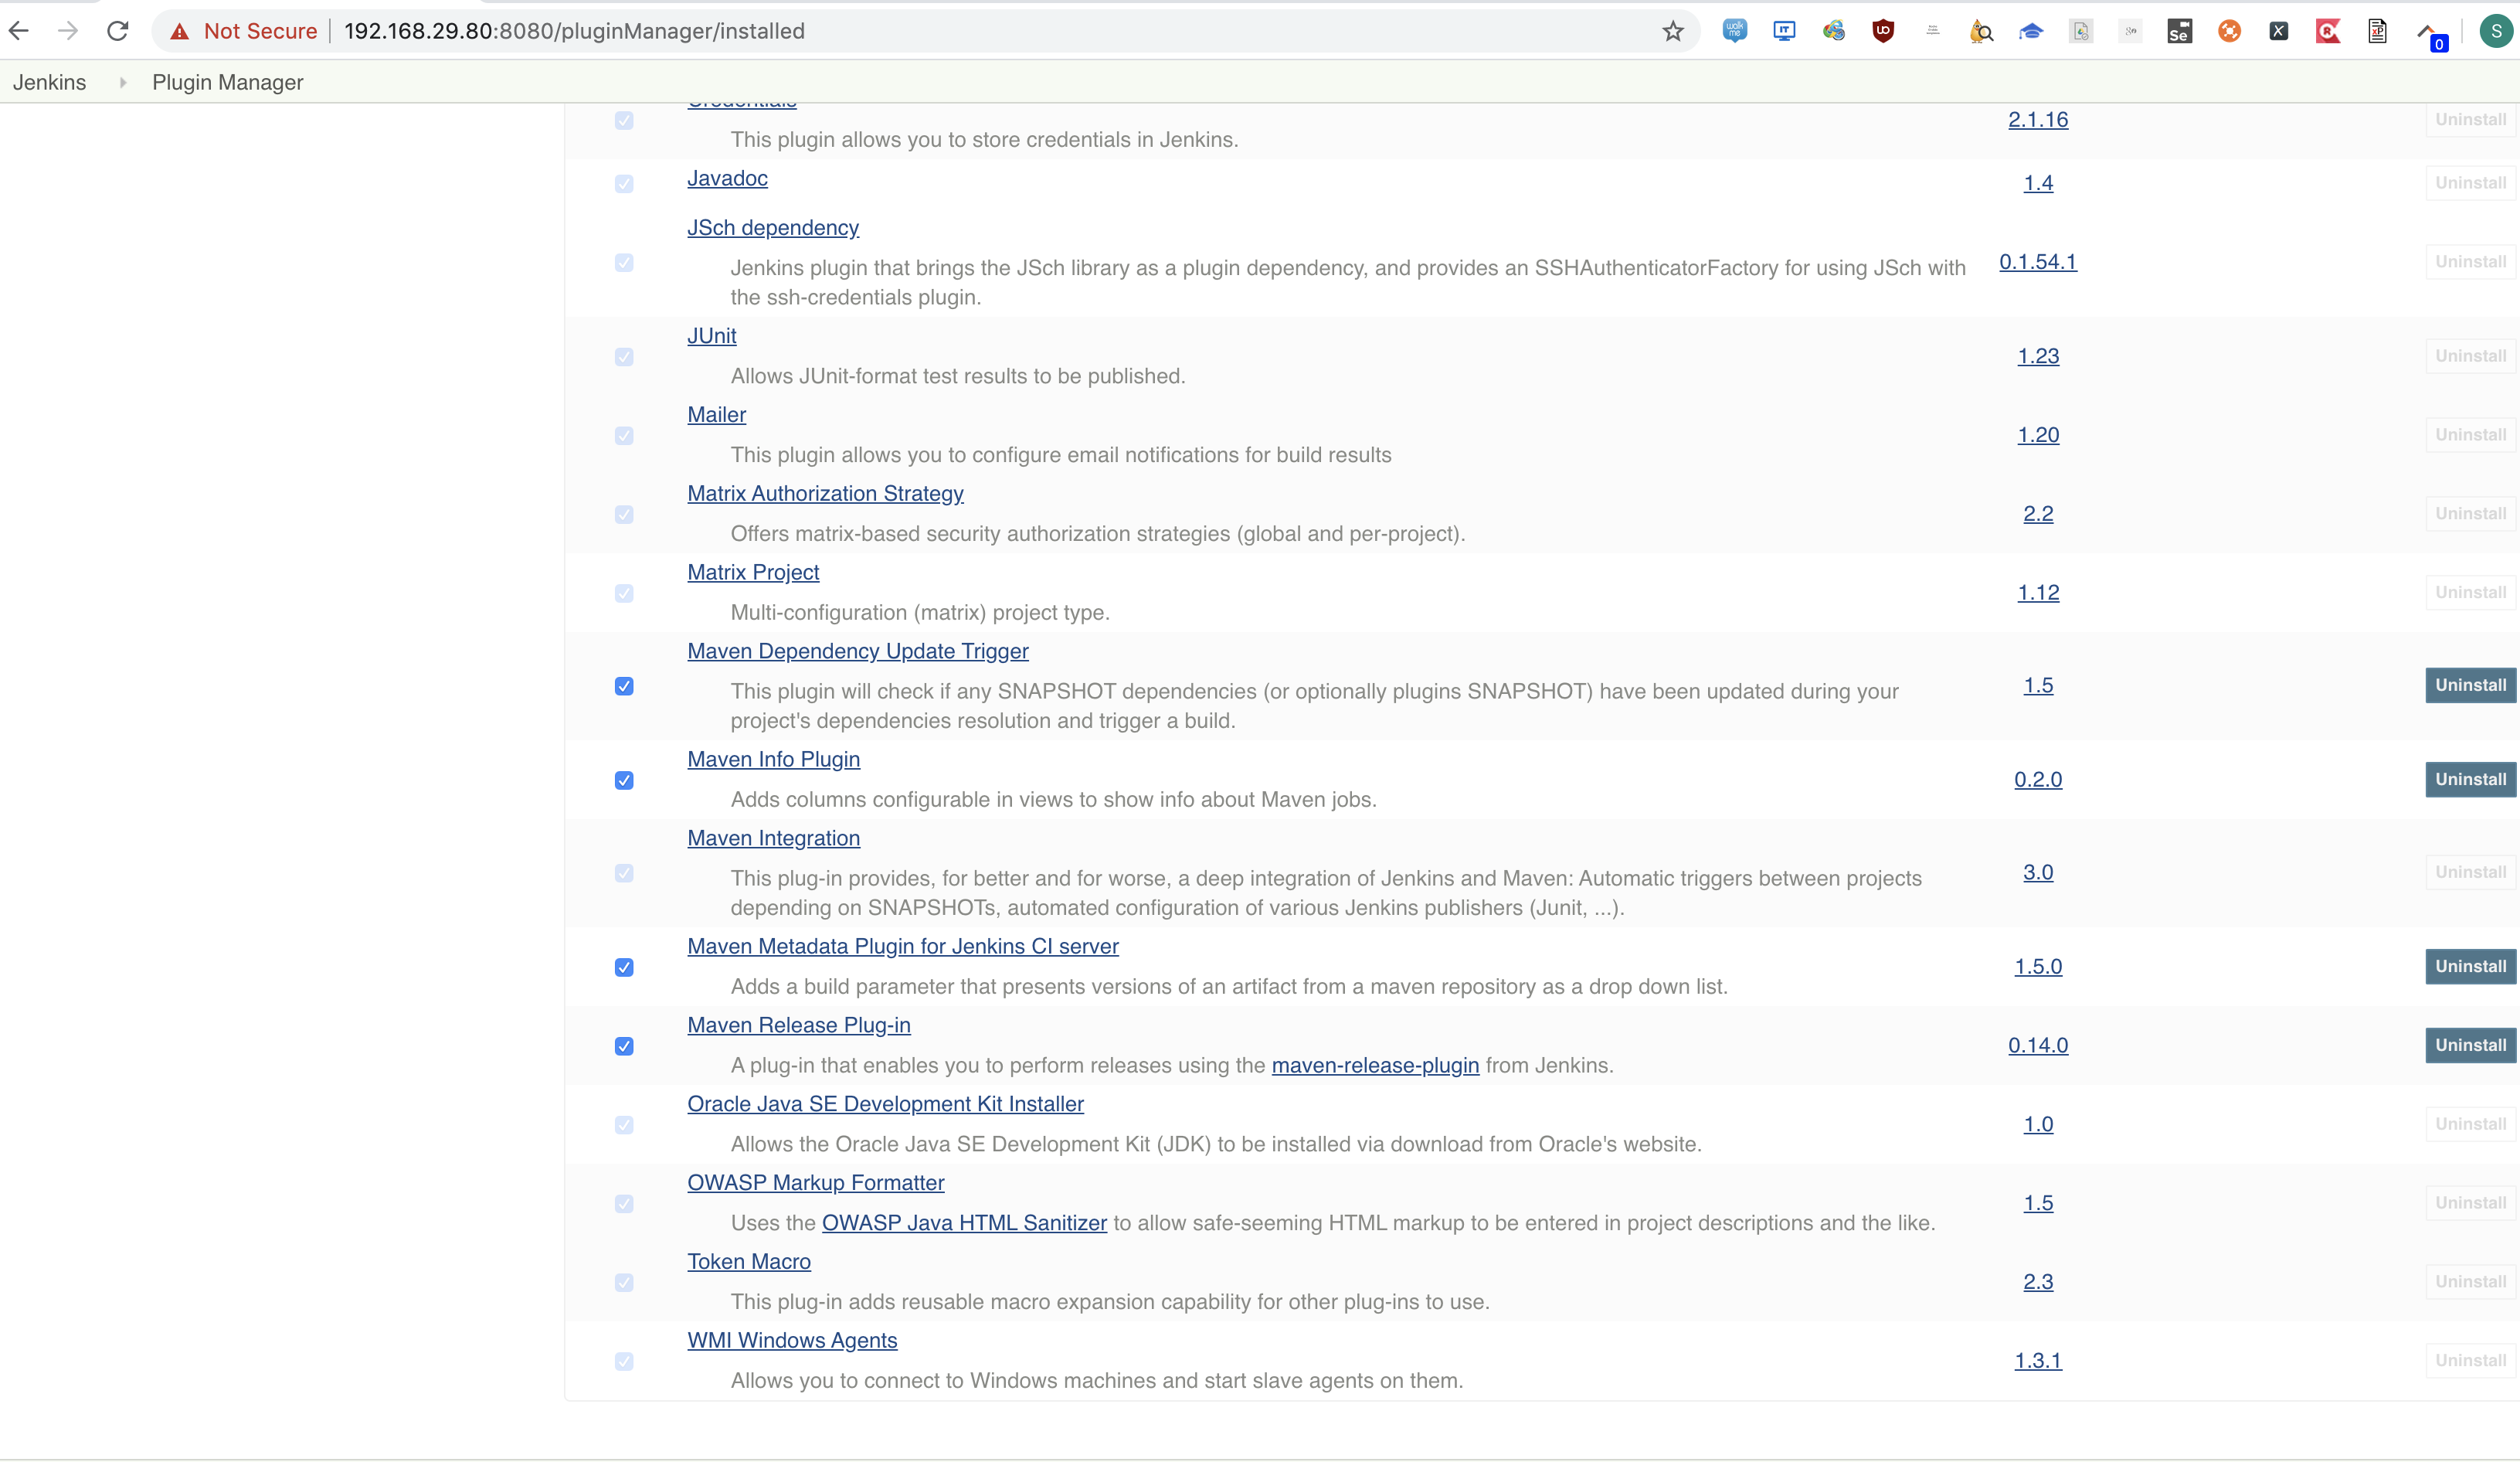 Not Secure 192.168.29.80:8080/pluginManager/installed
walk me
IT
UO
Se
X
R
XP
0
S
Jenkins
Plugin Manager
Credentials
This plugin allows you to store credentials in Jenkins.
2.1.16
Uninstall
Javadoc
1.4
Uninstall
JSch dependency
Jenkins plugin that brings the JSch library as a plugin dependency, and provides an SSHAuthenticatorFactory for using JSch with
the ssh-credentials plugin.
0.1.54.1
Uninstall
JUnit
Allows JUnit-format test results to be published.
1.23
Uninstall
Mailer
This plugin allows you to configure email notifications for build results
1.20
Uninstall
Matrix Authorization Strategy
Offers matrix-based security authorization strategies (global and per-project).
2.2
Uninstall
Matrix Project
Multi-configuration (matrix) project type.
1.12
Uninstall
Maven Dependency Update Trigger
This plugin will check if any SNAPSHOT dependencies (or optionally plugins SNAPSHOT) have been updated during your
project's dependencies resolution and trigger a build.
1.5
Uninstall
Maven Info Plugin
Adds columns configurable in views to show info about Maven jobs.
0.2.0
Uninstall
Maven Integration
This plug-in provides, for better and for worse, a deep integration of Jenkins and Maven: Automatic triggers between projects
depending on SNAPSHOTs, automated configuration of various Jenkins publishers (Junit, ...).
3.0
Uninstall
Maven Metadata Plugin for Jenkins CI server
Adds a build parameter that presents versions of an artifact from a maven repository as a drop down list.
1.5.0
Uninstall
Maven Release Plug-in
A plug-in that enables you to perform releases using the maven-release-plugin from Jenkins.
0.14.0
Uninstall
Oracle Java SE Development Kit Installer
Allows the Oracle Java SE Development Kit (JDK) to be installed via download from Oracle's website.
1.0
Uninstall
OWASP Markup Formatter
Uses the OWASP Java HTML Sanitizer to allow safe-seeming HTML markup to be entered in project descriptions and the like.
1.5
Uninstall
Token Macro
This plug-in adds reusable macro expansion capability for other plug-ins to use.
2.3
Uninstall
WMI Windows Agents
Allows you to connect to Windows machines and start slave agents on them.
1.3.1
Uninstall